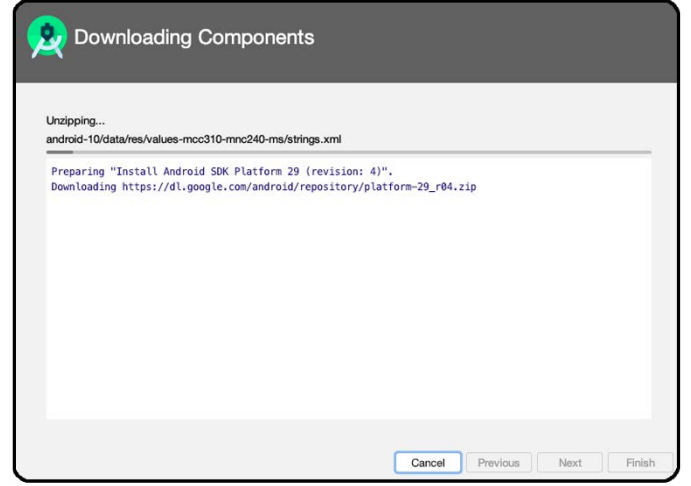 Downloading Components
Unzipping...
android-10/data/res/values-mcc310-mnc240-ms/strings.xml
Preparing "Install Android SDK Platform 29 (revision: 4)".
Downloading https://dl.google.com/android/repository/platform-29_r04.zip
Cancel Previous Next Finish